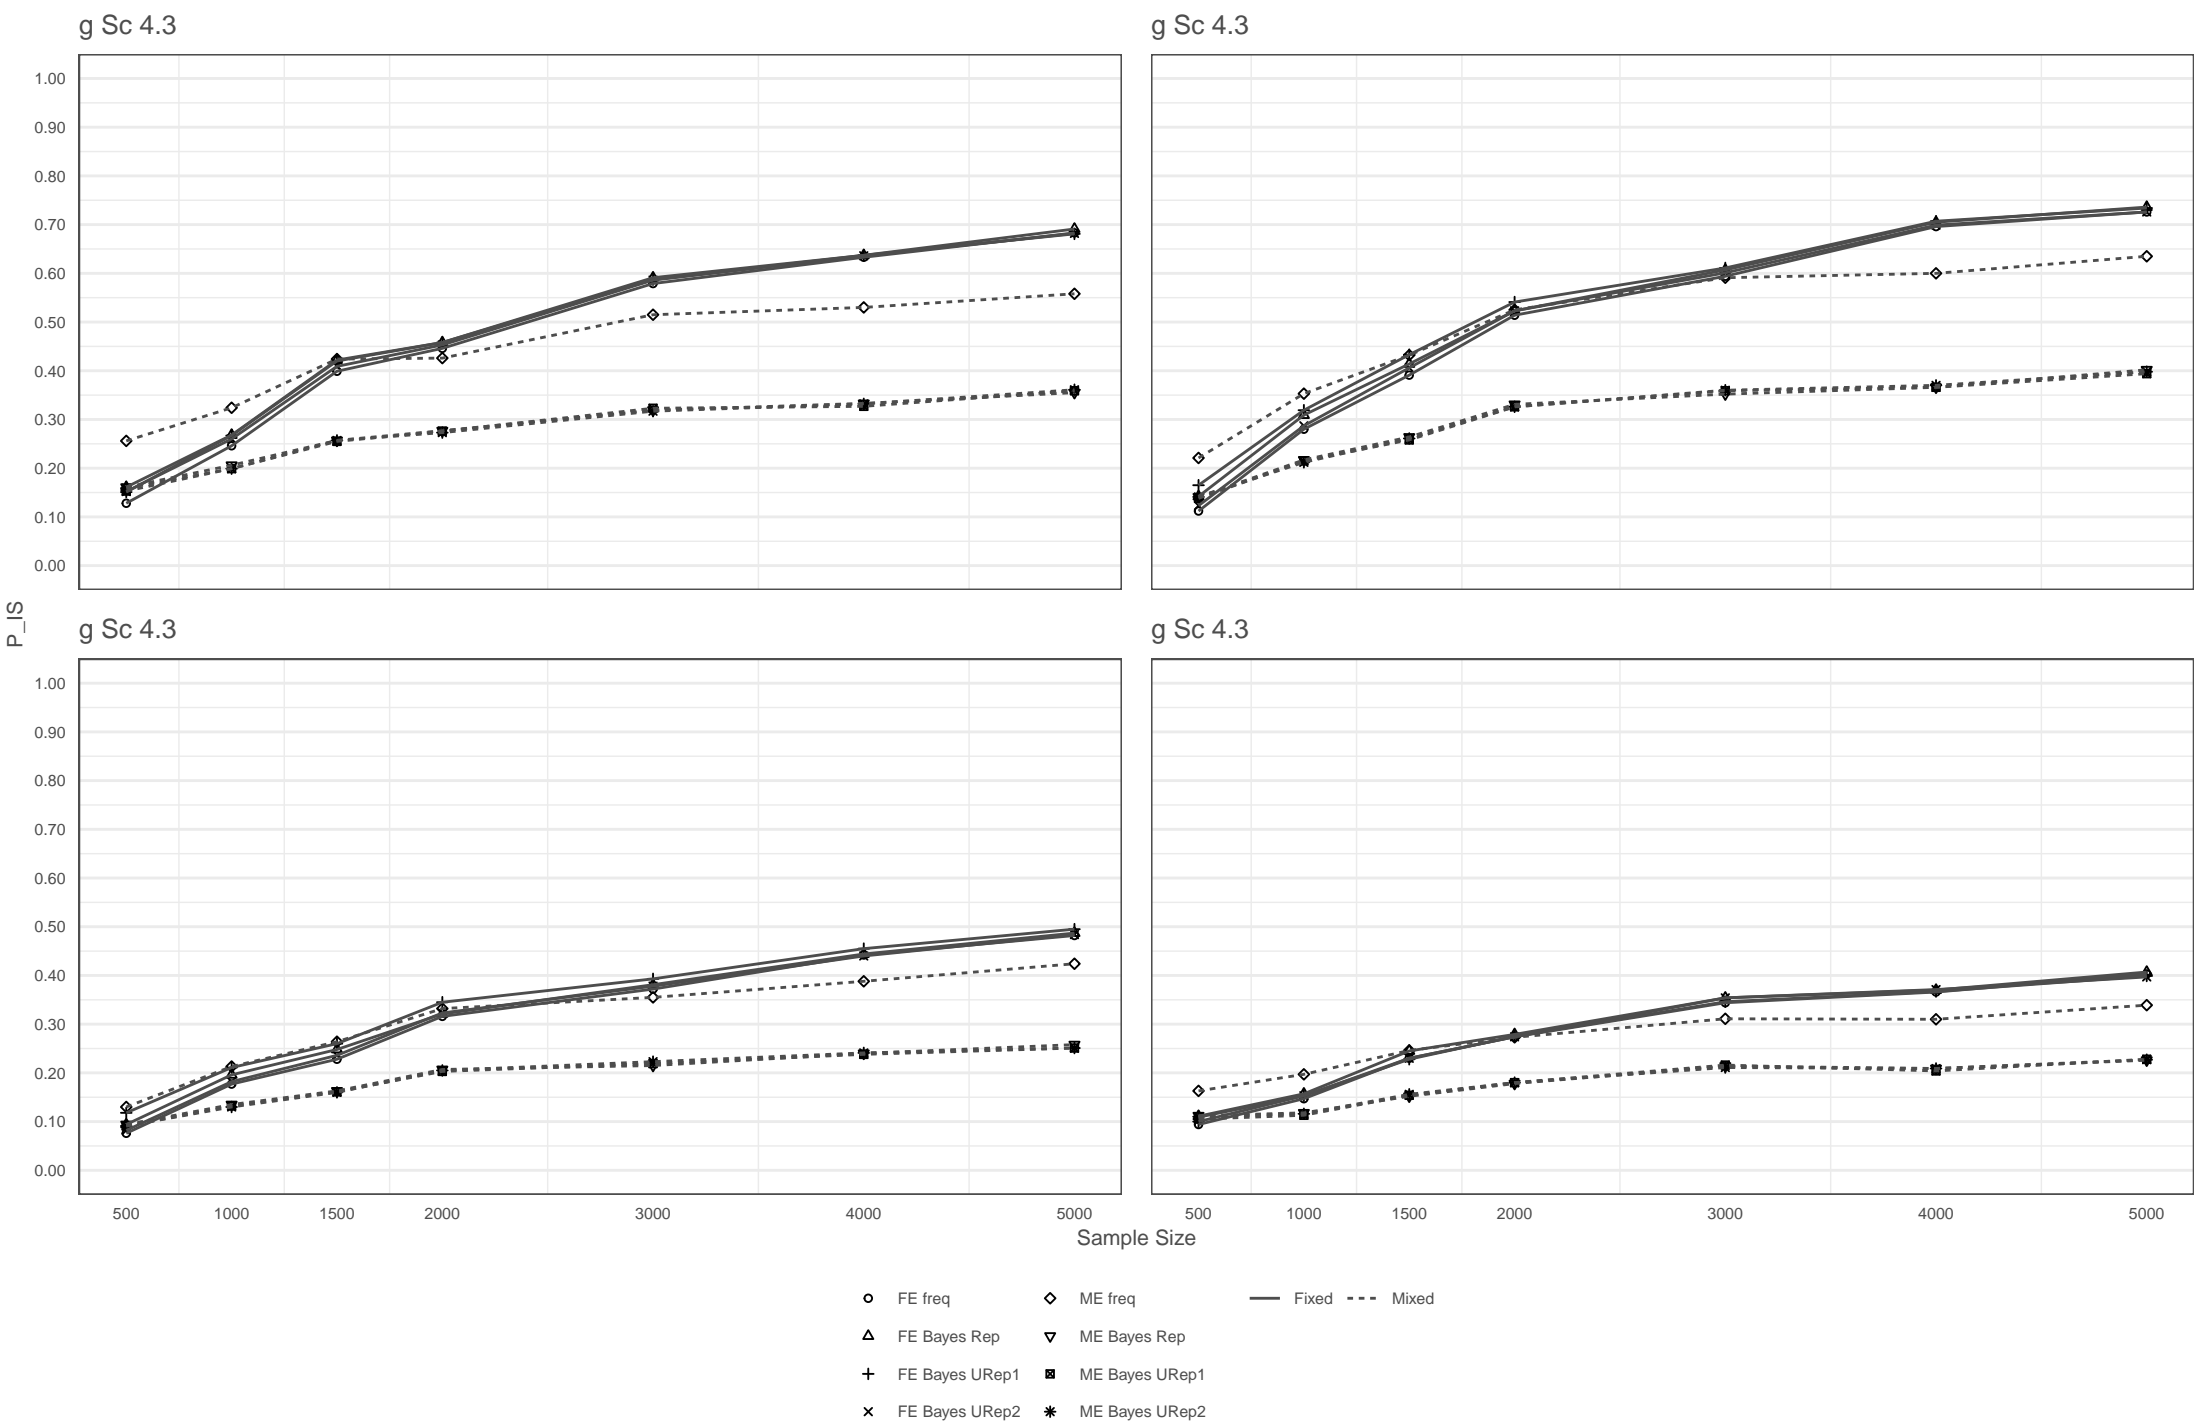 g Sc 4.3 g Sc 4.3
1.00
0.90
0.80
0.70
0.60
0.50
0.40
0.30
0.20
0.10
0.00
P_IS
g Sc 4.3 g Sc 4.3
1.00
0.90
0.80
0.70
0.60
0.50
0.40
0.30
0.20
0.10
0.00
500 1000 1500 2000 3000 4000 5000 500 1000 1500 2000 3000 4000 5000
Sample Size
FE freq ME freq Fixed Mixed
FE Bayes Rep ME Bayes Rep
FE Bayes URep1 ME Bayes URep1
FE Bayes URep2 ME Bayes URep2